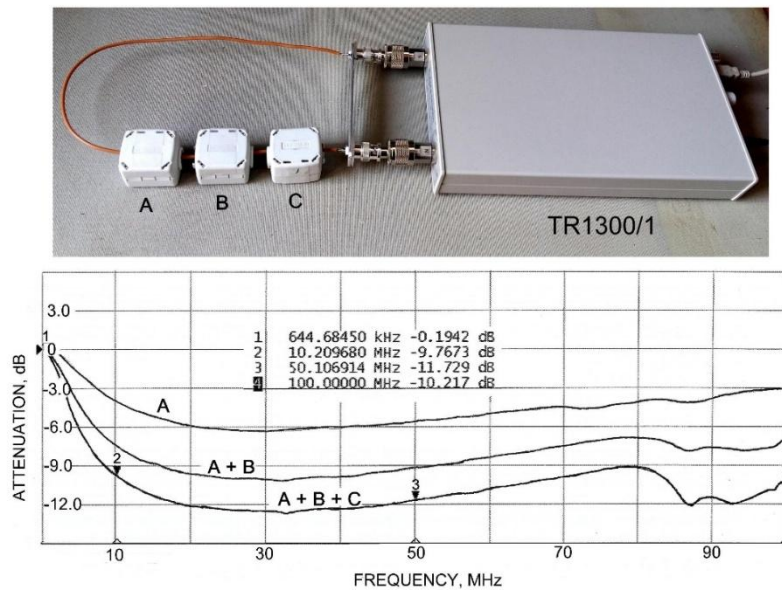 A
B
C
TR1300/1
3.0
0
-3.0
-6.0
-9.0
-12.0
ATTENUATION, dB
1
1 644.68450 kHz -0.1942 dB
2 10.209680 MHz -9.7673 dB
3 50.106914 MHz -11.729 dB
4 100.00000 MHz -10.217 dB
A
A + B
2
A + B + C
3
10
30
50
70
90
FREQUENCY, MHz